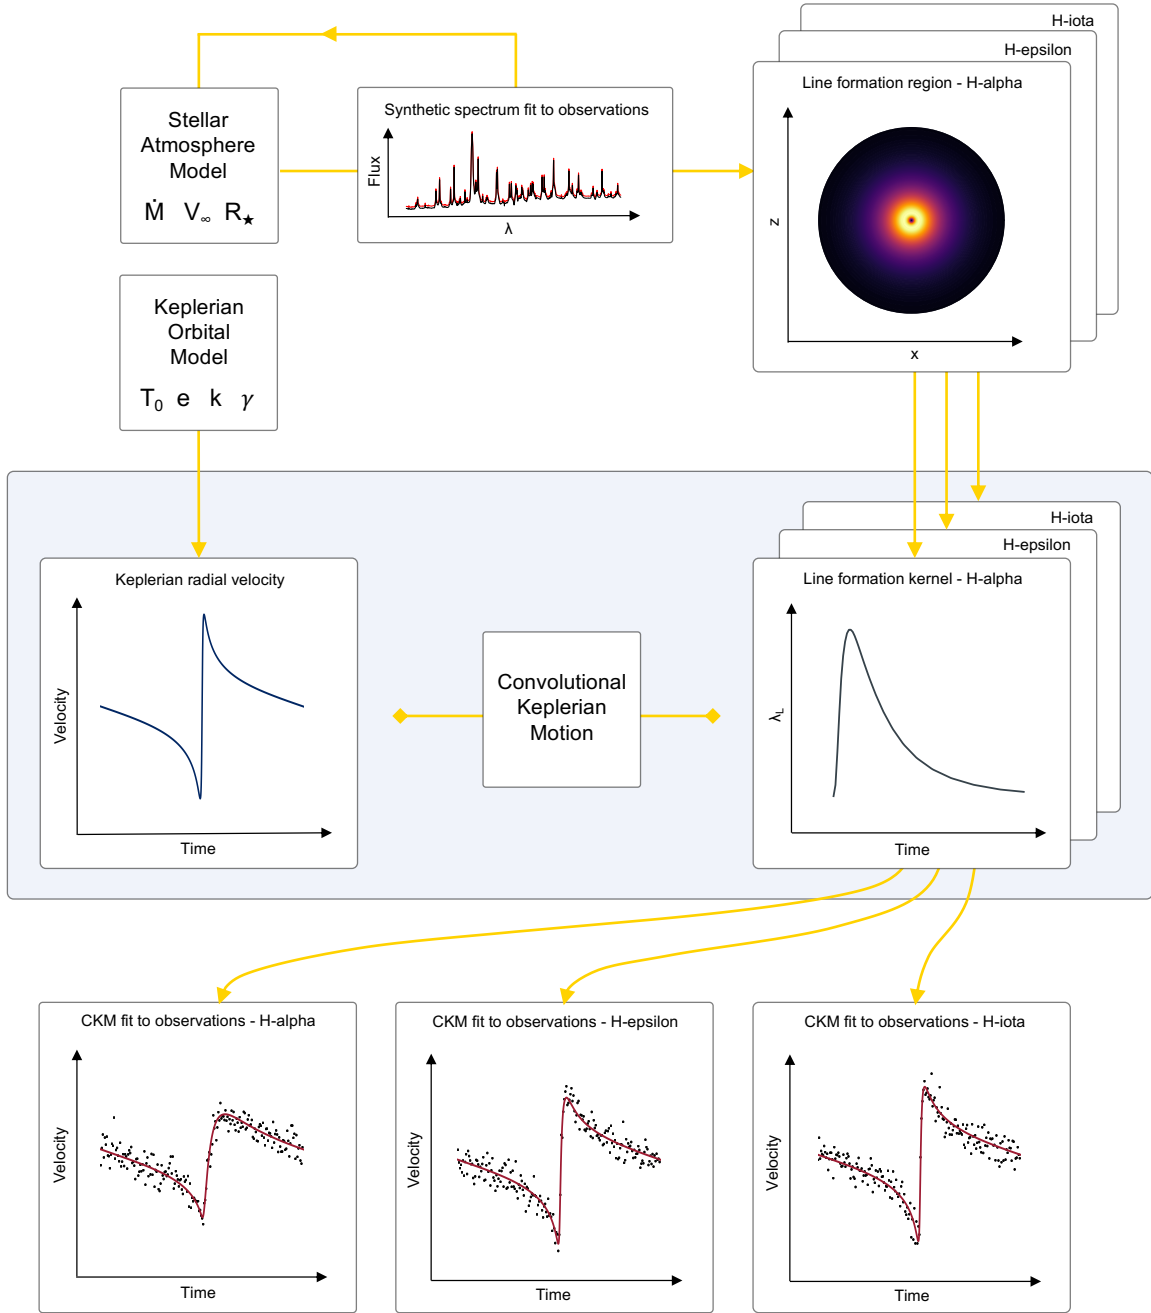 H-iota
H-epsilon
Line formation region - H-alpha
z
x
Stellar
Atmosphere
Model
Ṁ V∞ R★
Synthetic spectrum fit to observations
Flux
λ
Keplerian
Orbital
Model
T₀ e k γ
Keplerian radial velocity
Velocity
Time
Convolutional
Keplerian
Motion
H-iota
H-epsilon
Line formation kernel - H-alpha
λL
Time
CKM fit to observations - H-alpha
Velocity
Time
CKM fit to observations - H-epsilon
Velocity
Time
CKM fit to observations - H-iota
Velocity
Time